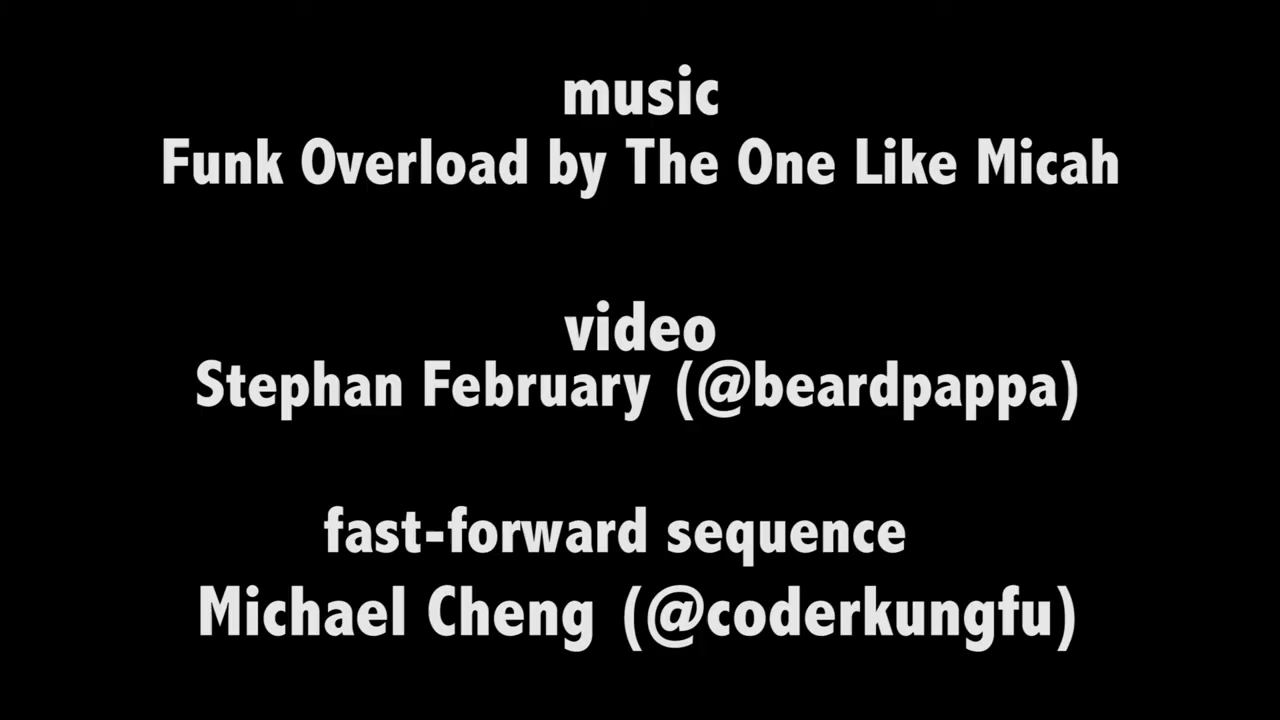 music
Funk Overload by The One Like Micah
video
Stephan February (@beardpappa)
fast-forward sequence
Michael Cheng (@coderkungfu)